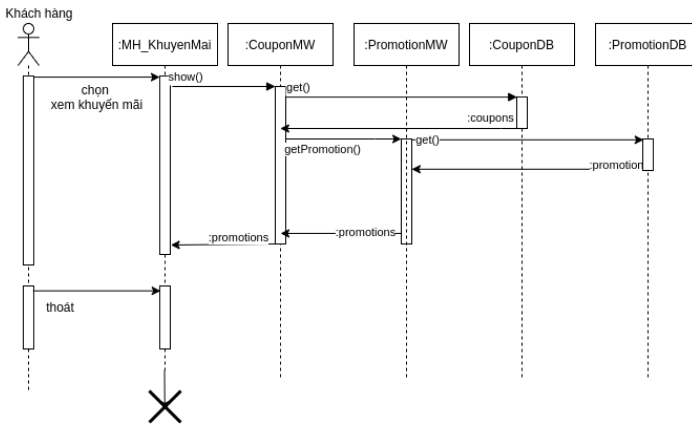 Khách hàng
:MH_KhuyenMai
:CouponMW
:PromotionMW
:CouponDB
:PromotionDB
chọn
xem khuyến mãi
show()
get()
:coupons
getPromotion()
get()
:promotion
:promotions
:promotions
thoát